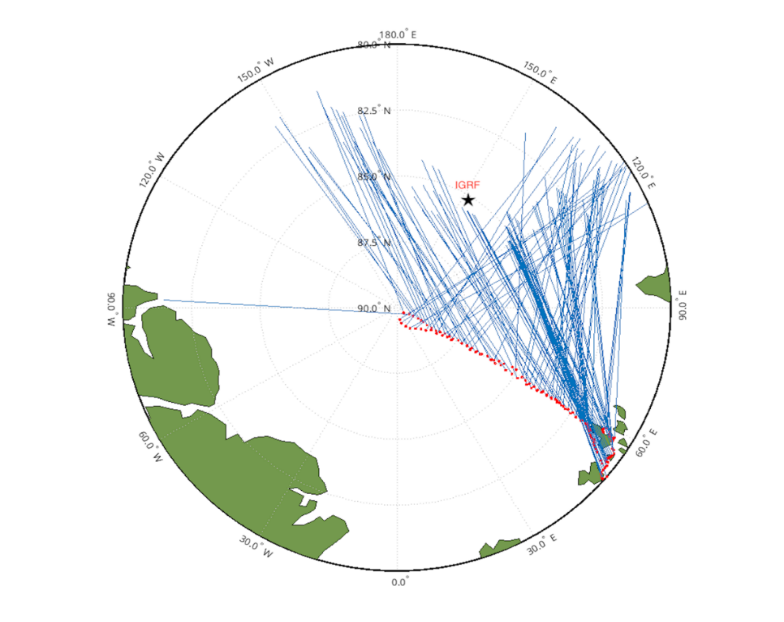 180.0° E
80.0° N
150.0° W
150.0° E
82.5° N
120.0° W
120.0° E
85.0° N
IGRF
87.5° N
90.0° W
90.0° N
90.0° E
60.0° W
60.0° E
30.0° W
30.0° E
0.0°